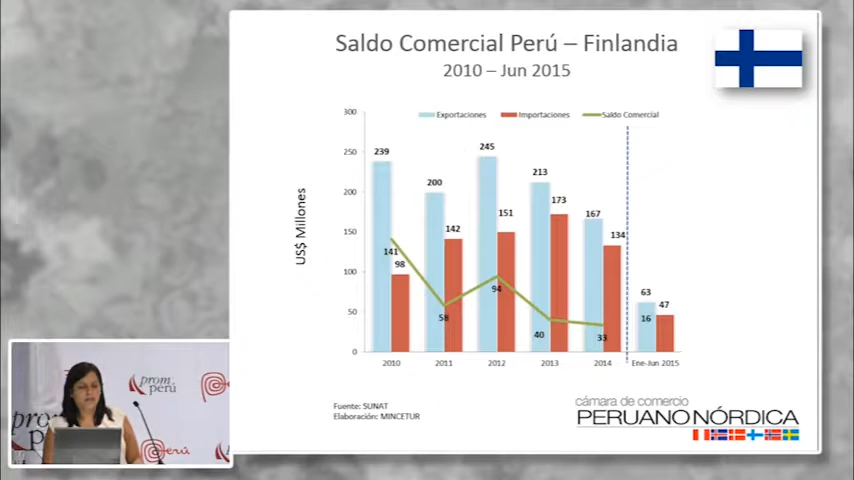 Saldo Comercial Perú – Finlandia
2010 – Jun 2015
Exportaciones Importaciones Saldo Comercial
US$ Millones
300
250
200
150
100
50
0
239
141
98
200
142
58
245
151
94
213
173
40
167
134
33
63
47
16
2010 2011 2012 2013 2014 Ene-Jun 2015
Fuente: SUNAT
Elaboración: MINCETUR
cámara de comercio
PERUANO NÓRDICA
prom
perú
prom
Perú